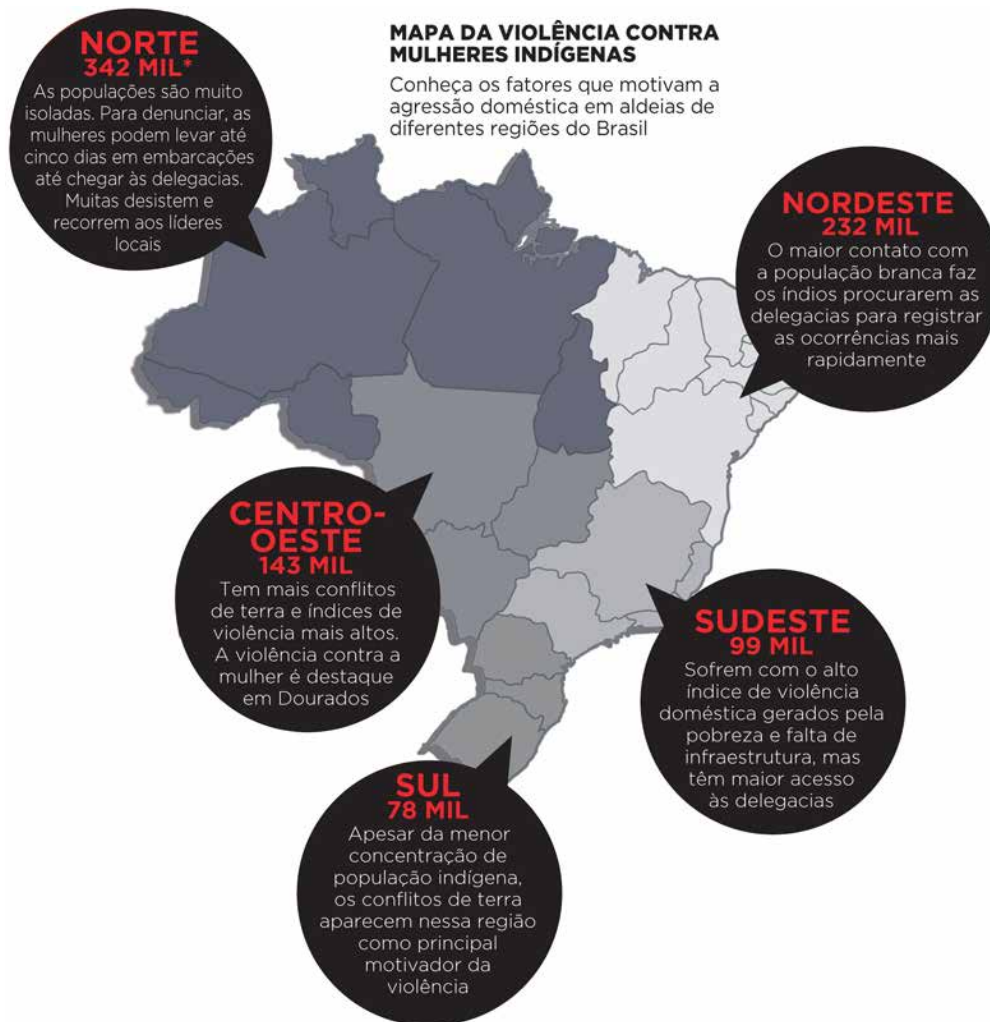 MAPA DA VIOLÊNCIA CONTRA
MULHERES INDÍGENAS
Conheça os fatores que motivam a
agressão doméstica em aldeias de
diferentes regiões do Brasil
NORTE
342 MIL*
As populações são muito
isoladas. Para denunciar, as
mulheres podem levar até
cinco dias em embarcações
até chegar às delegacias.
Muitas desistem e
recorrem aos líderes
locais
NORDESTE
232 MIL
O maior contato com
a população branca faz
os índios procurarem as
delegacias para registrar
as ocorrências mais
rapidamente
CENTRO-
OESTE
143 MIL
Tem mais conflitos
de terra e índices de
violência mais altos.
A violência contra a
mulher é destaque
em Dourados
SUDESTE
99 MIL
Sofrem com o alto
índice de violência
doméstica gerados pela
pobreza e falta de
infraestrutura, mas
têm maior acesso
às delegacias
SUL
78 MIL
Apesar da menor
concentração de
população indígena,
os conflitos de terra
aparecem nessa região
como principal
motivador da
violência